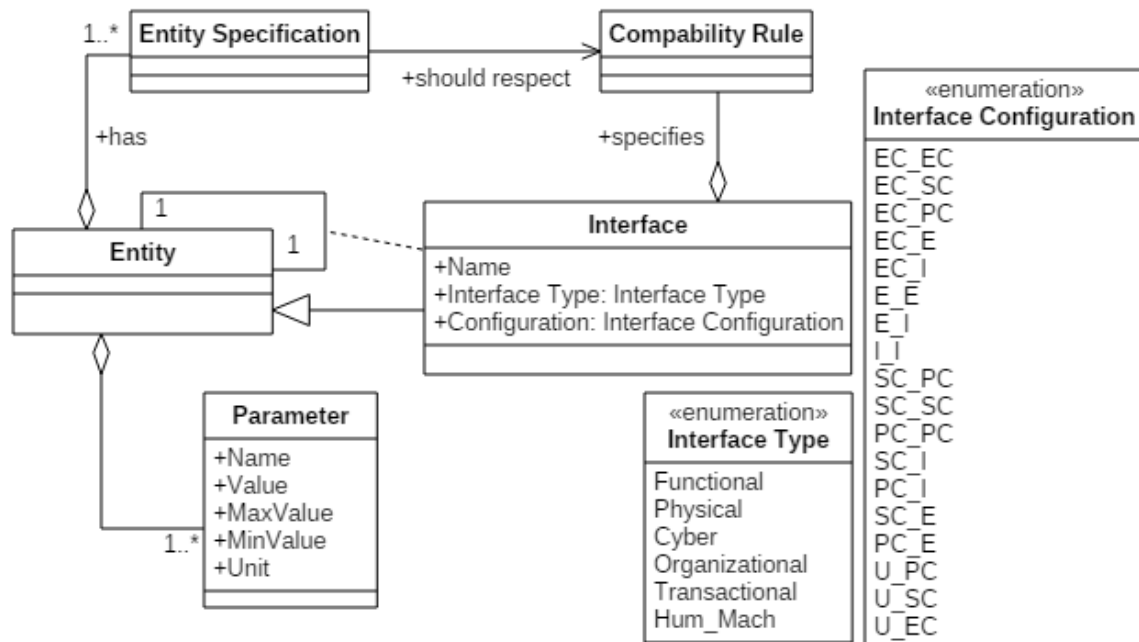 1..*
Entity Specification
+should respect
Compability Rule
+has
+specifies
1
1
Entity
Interface
+Name
+Interface Type: Interface Type
+Configuration: Interface Configuration
1..*
Parameter
+Name
+Value
+MaxValue
+MinValue
+Unit
«enumeration»
Interface Type
Functional
Physical
Cyber
Organizational
Transactional
Hum_Mach
«enumeration»
Interface Configuration
EC_EC
EC_SC
EC_PC
EC_E
EC_I
E_E
E_I
I_I
SC_PC
SC_SC
PC_PC
SC_I
PC_I
SC_E
PC_E
U_PC
U_SC
U_EC